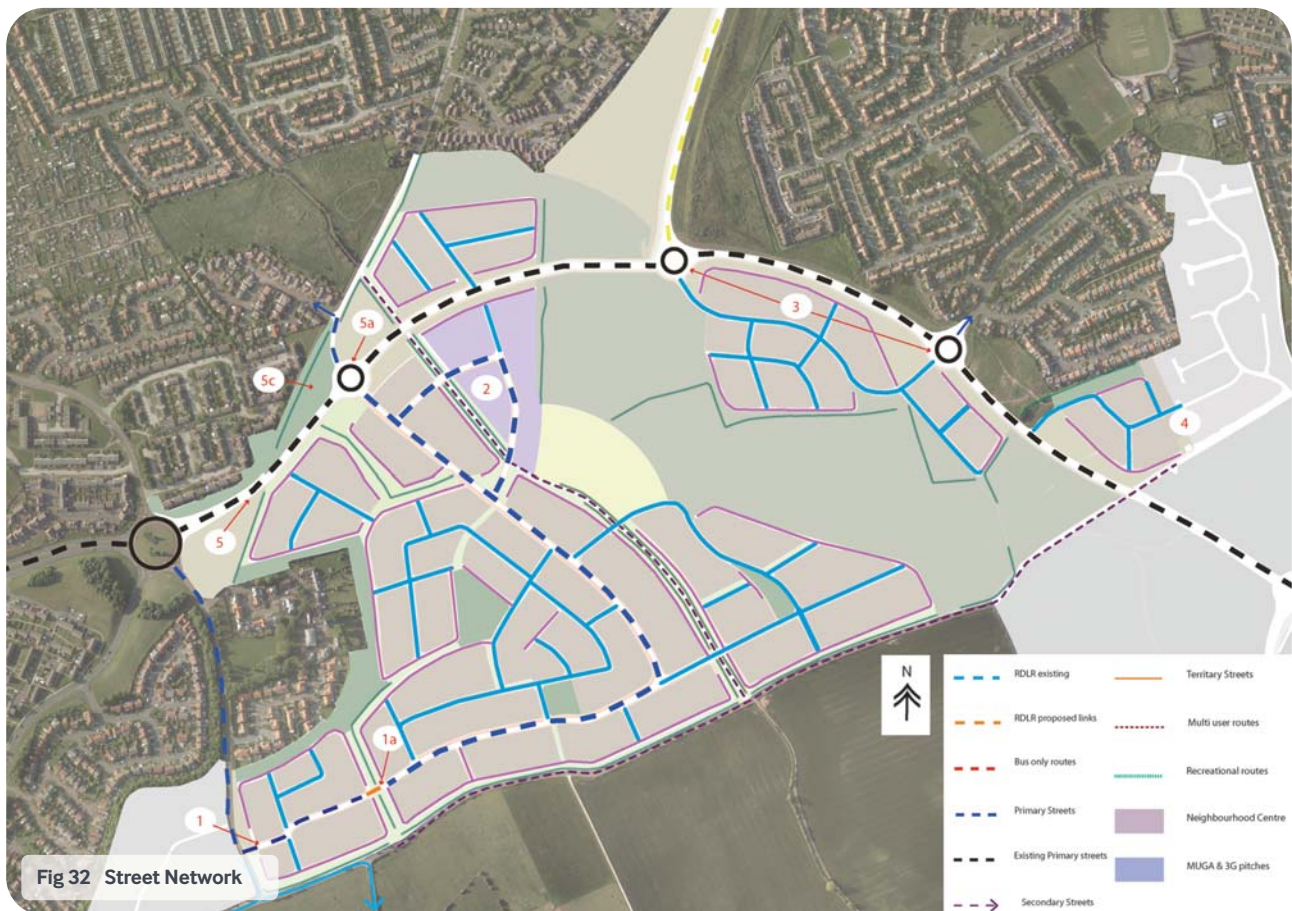 5a
5c
3
2
4
5
1a
1
N
RDLR existing
RDLR proposed links
Bus only routes
Primary Streets
Existing Primary streets
Secondary Streets
Territary Streets
Multi user routes
Recreational routes
Neighbourhood Centre
MUGA & 3G pitches
Fig 32 Street Network